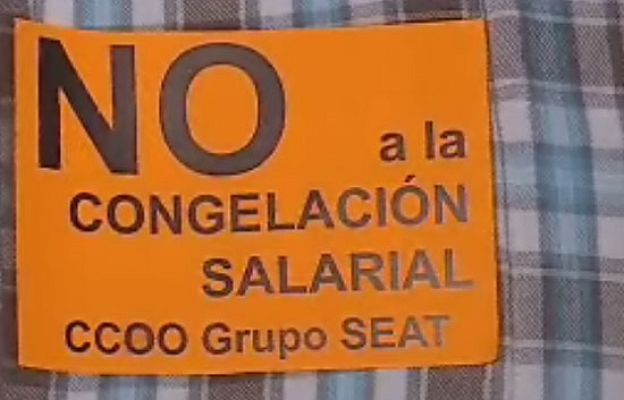 NO
a la
CONGELACIÓN
SALARIAL
CCOO Grupo SEAT